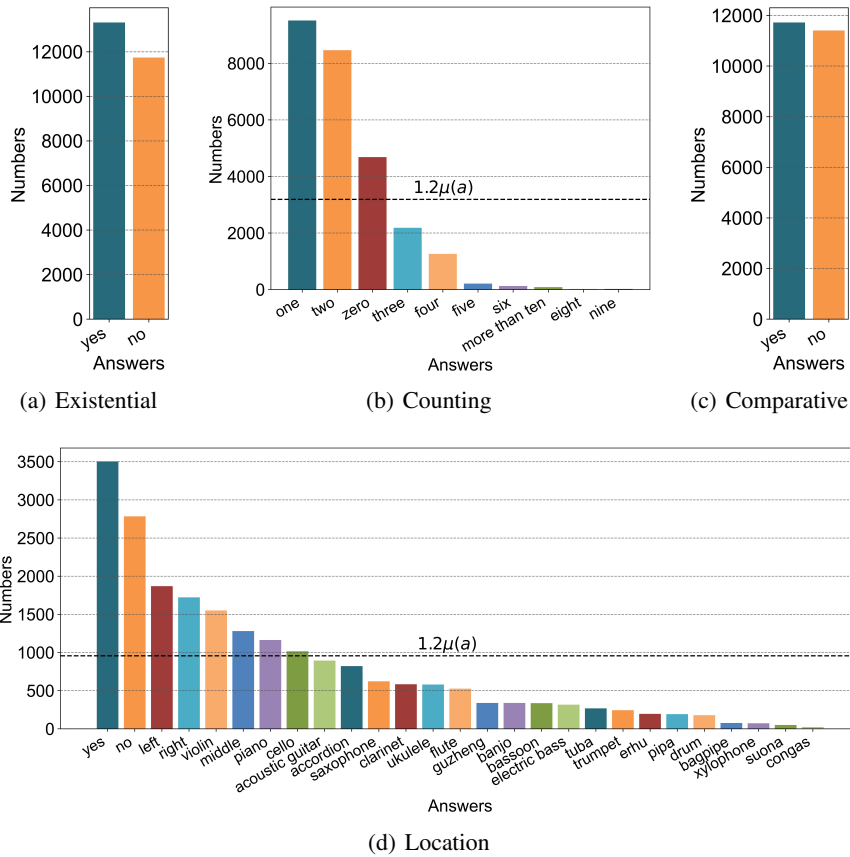 12000
10000
8000
6000
4000
2000
0
Numbers
yes
no
Answers
(a) Existential
8000
6000
4000
2000
0
Numbers
1.2μ(a)
one
two
zero
three
four
five
six
more than ten
eight
nine
Answers
(b) Counting
12000
10000
8000
6000
4000
2000
0
Numbers
yes
no
Answers
(c) Comparative
3500
3000
2500
2000
1500
1000
500
0
Numbers
1.2μ(a)
yes
no
left
right
violin
middle
piano
cello
acoustic guitar
accordion
saxophone
clarinet
ukulele
flute
guzheng
banjo
bassoon
electric bass
tuba
trumpet
erhu
pipa
drum
bagpipe
xylophone
suona
congas
Answers
(d) Location